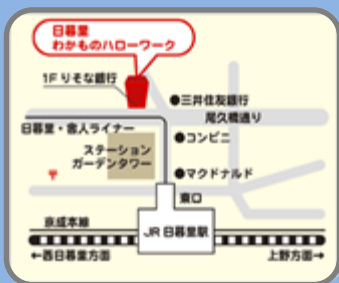 日暮里
わかものハローワーク
1F りそな銀行
●三井住友銀行
尾久橋通り
日暮里・舎人ライナー
●コンビニ
ステーション
ガーデンタワー
〒
●マクドナルド
東口
京成本線
JR 日暮里駅
←西日暮里方面
上野方面→